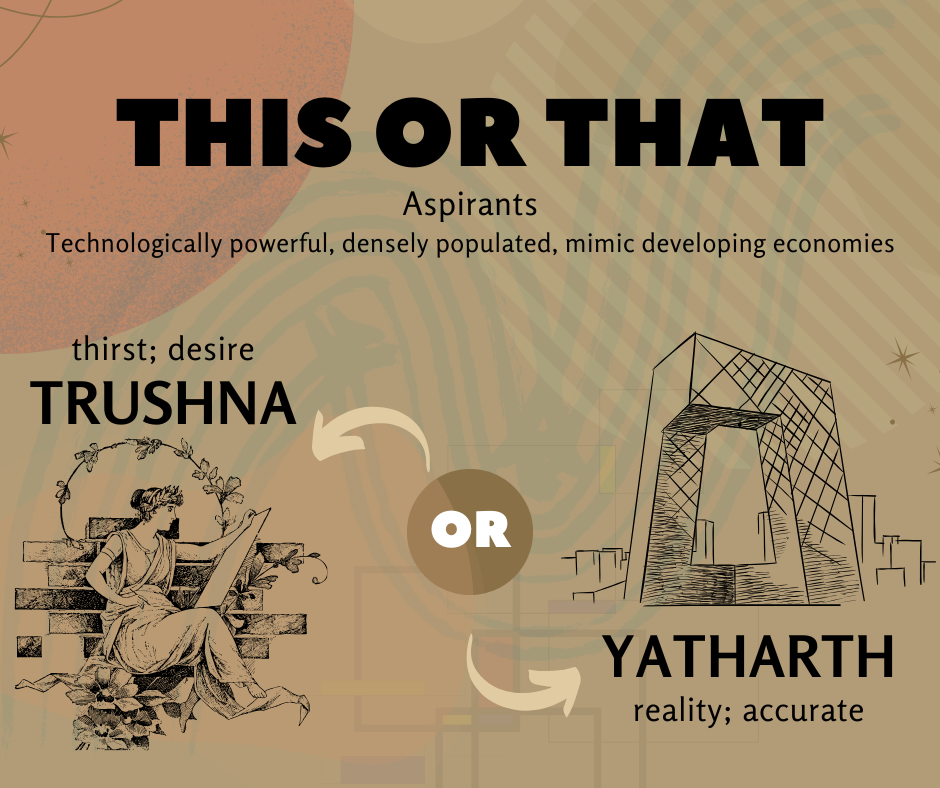 THIS OR THAT
Aspirants
Technologically powerful, densely populated, mimic developing economies
thirst; desire
TRUSHNA
OR
YATHARTH
reality; accurate